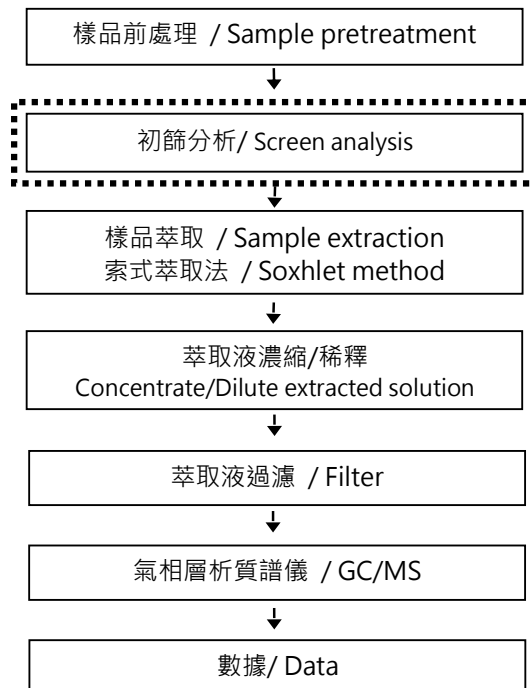 樣品前處理 / Sample pretreatment
初篩分析/ Screen analysis
樣品萃取 / Sample extraction
索式萃取法 / Soxhlet method
萃取液濃縮/稀釋
Concentrate/Dilute extracted solution
萃取液過濾 / Filter
氣相層析質譜儀 / GC/MS
數據/ Data